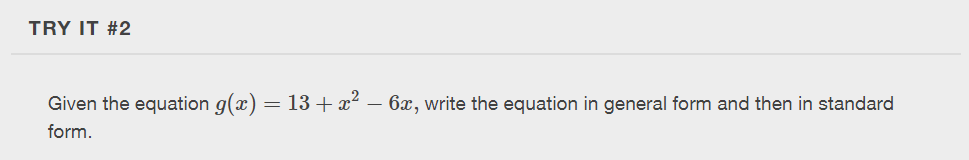 TRY IT #2
Given the equation g(x) = 13 + x² − 6x, write the equation in general form and then in standard
form.